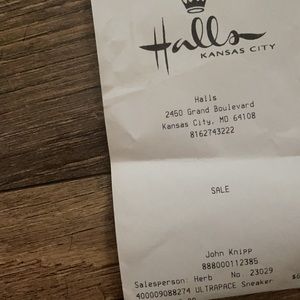 Halls
KANSAS CITY
Halls
2450 Grand Boulevard
Kansas City, MO 64108
8162743222
SALE
John Knipp
888000112385
Salesperson: Herb No. 23029
400009088274 ULTRAPACE Sneaker